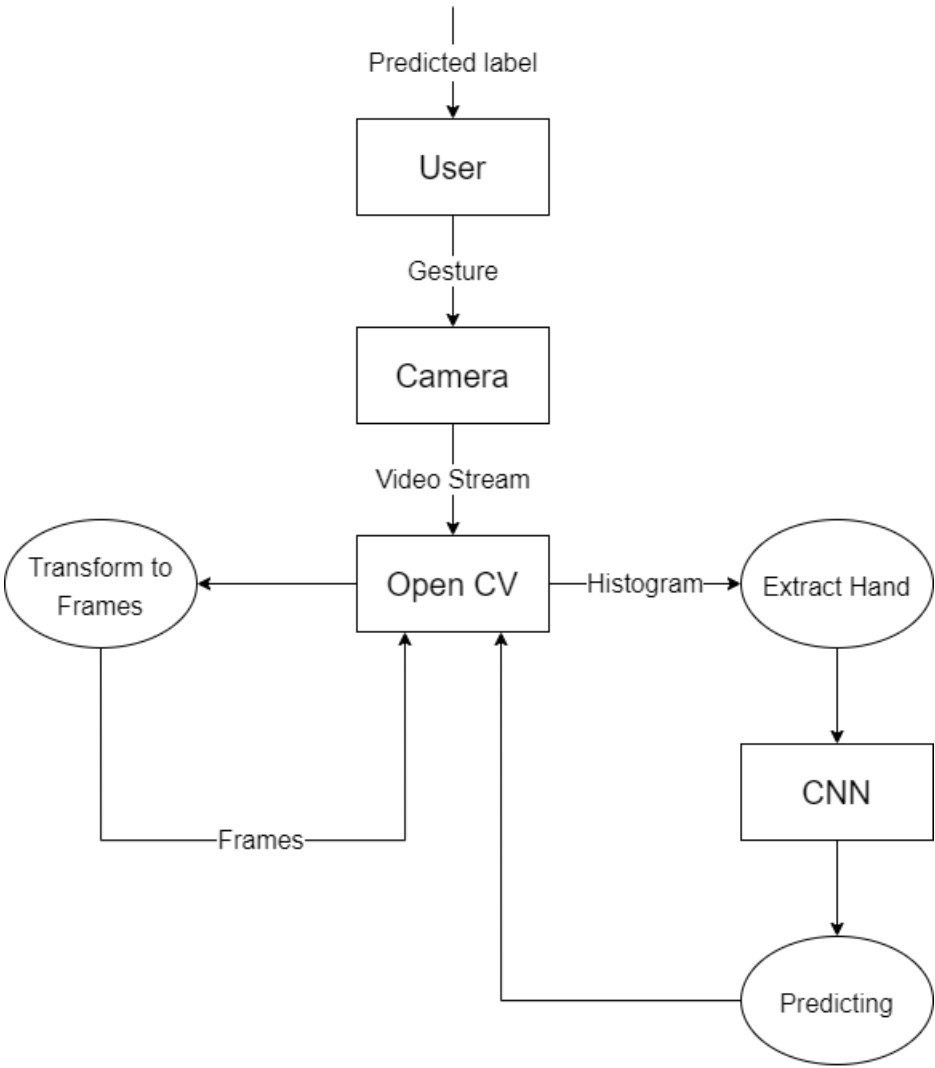 Predicted label
User
Gesture
Camera
Video Stream
Transform to
Frames
Open CV
Histogram
Extract Hand
CNN
Frames
Predicting